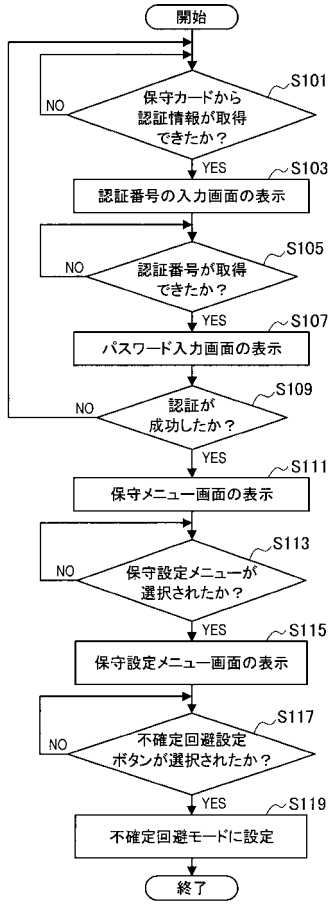 開始
S101
保守カードから
認証情報が取得
できたか？
NO
YES
S103
認証番号の入力画面の表示
S105
認証番号が取得
できたか？
NO
YES
S107
パスワード入力画面の表示
S109
認証が
成功したか？
NO
YES
S111
保守メニュー画面の表示
S113
保守設定メニューが
選択されたか？
NO
YES
S115
保守設定メニュー画面の表示
S117
不確定回避設定
ボタンが選択されたか？
NO
YES
S119
不確定回避モードに設定
終了